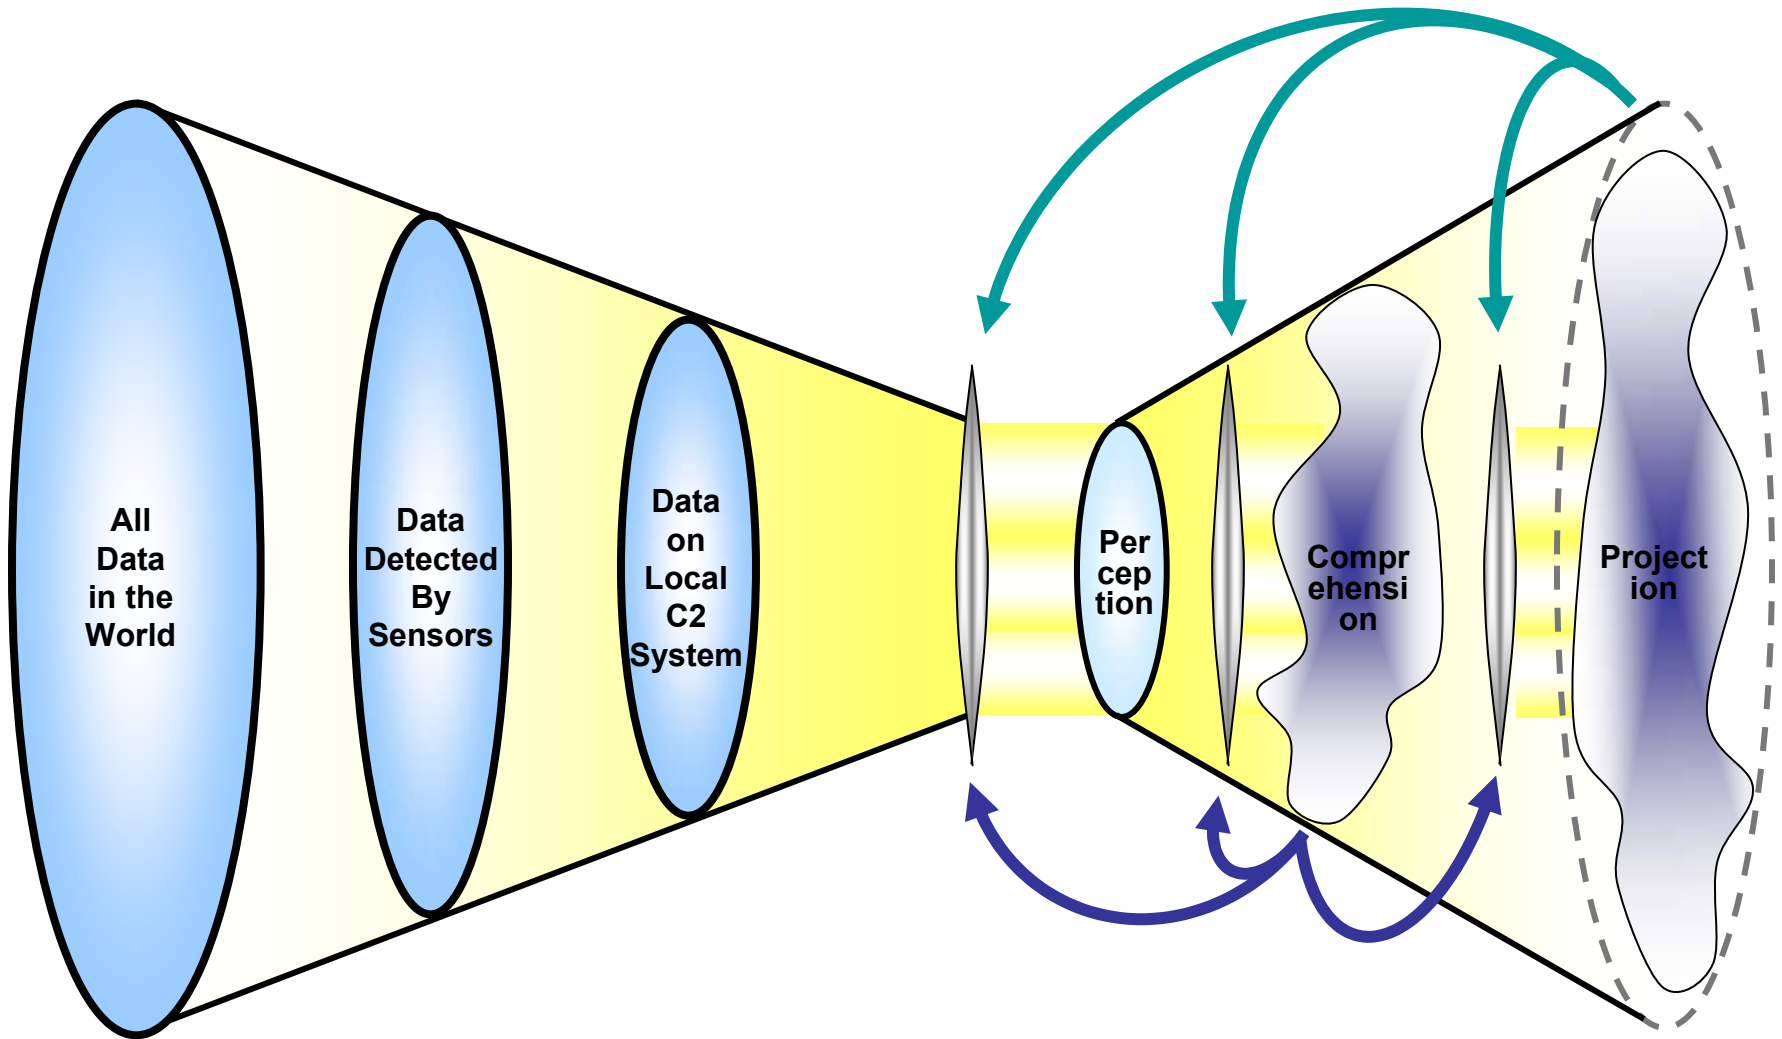 All
Data
in the
World
Data
Detected
By
Sensors
Data
on
Local
C2
System
Per
cep
tion
Compr
ehensi
on
Project
ion